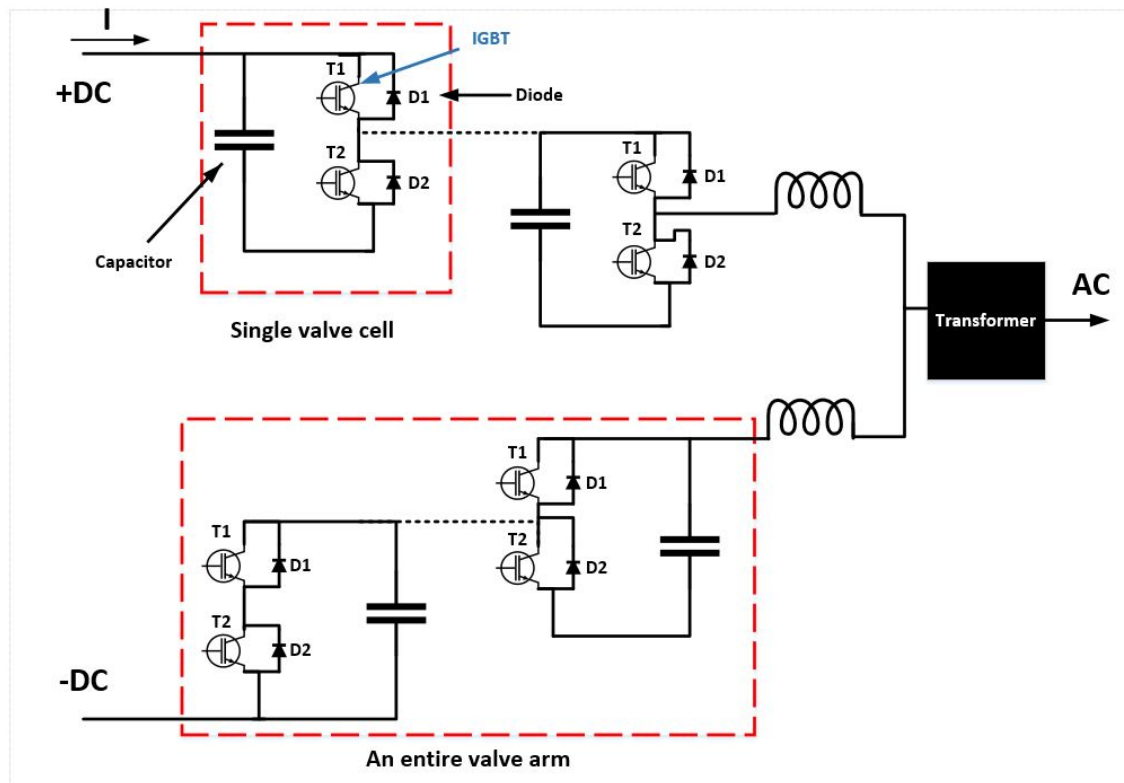 I
IGBT
T1
+DC
D1
Diode
T2
T1
D1
D2
Capacitor
T2
D2
AC
Transformer
Single valve cell
T1
D1
T1
T2
D1
D2
T2
D2
-DC
An entire valve arm